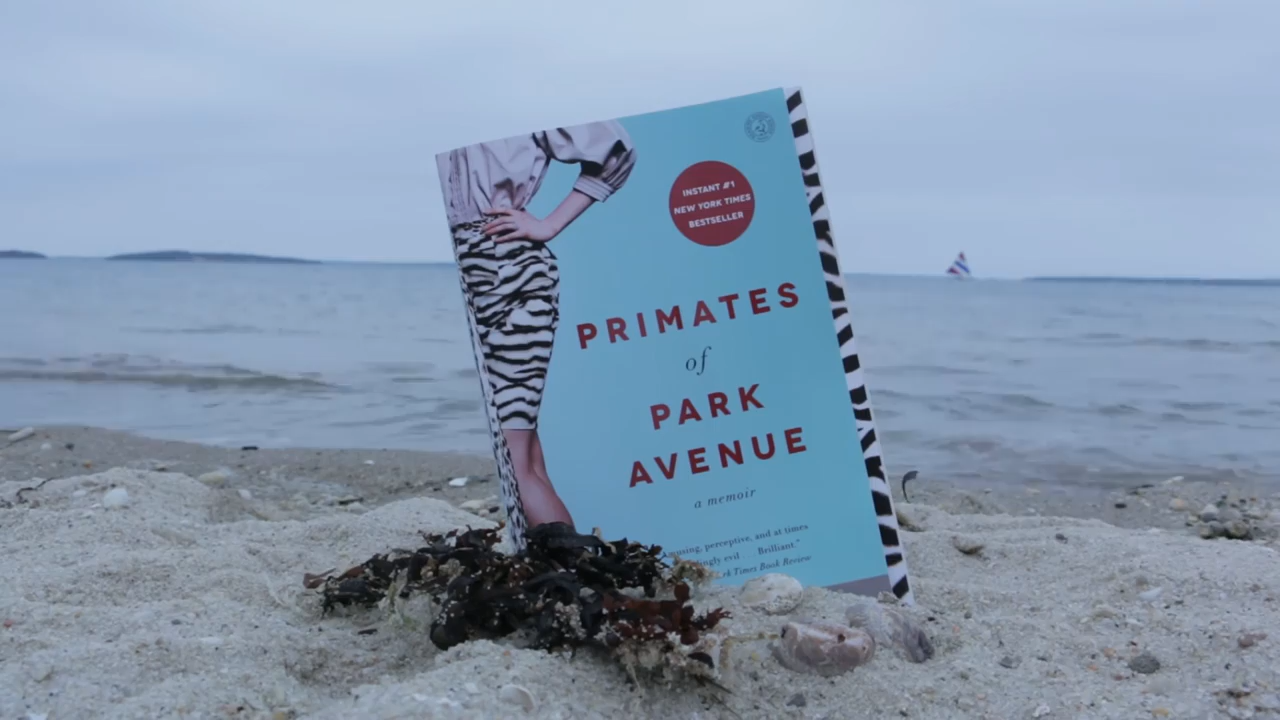 INSTANT #1
NEW YORK TIMES
BESTSELLER
PRIMATES
of
PARK
AVENUE
a memoir
perceptive, and at times
evil . . . Brilliant."
Times Book Review